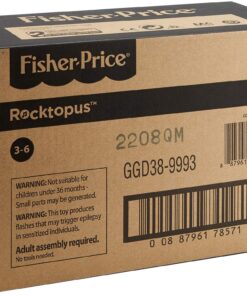 Fisher-Price®
Rocktopus™
3-6
2208QM
GGD38-9993
WARNING: Not suitable for
children under 36 months
Small parts may be generated.
WARNING: This toy produces
flashes that may trigger epilepsy
in sensitized individuals.
Adult assembly required.
No tools needed.
0 08 87961 78571